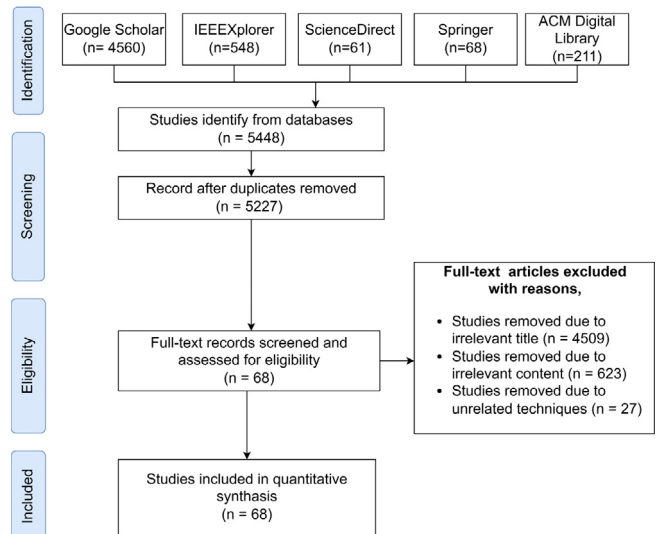 Identification
Google Scholar
(n= 4560)
IEEEXplorer
(n=548)
ScienceDirect
(n=61)
Springer
(n=68)
ACM Digital
Library
(n=211)
Studies identify from databases
(n = 5448)
Screening
Record after duplicates removed
(n = 5227)
Eligibility
Full-text records screened and
assessed for eligibility
(n = 68)
Full-text articles excluded
with reasons,
• Studies removed due to
irrelevant title (n = 4509)
• Studies removed due to
irrelevant content (n = 623)
• Studies removed due to
unrelated techniques (n = 27)
Included
Studies included in quantitative
synthasis
(n = 68)